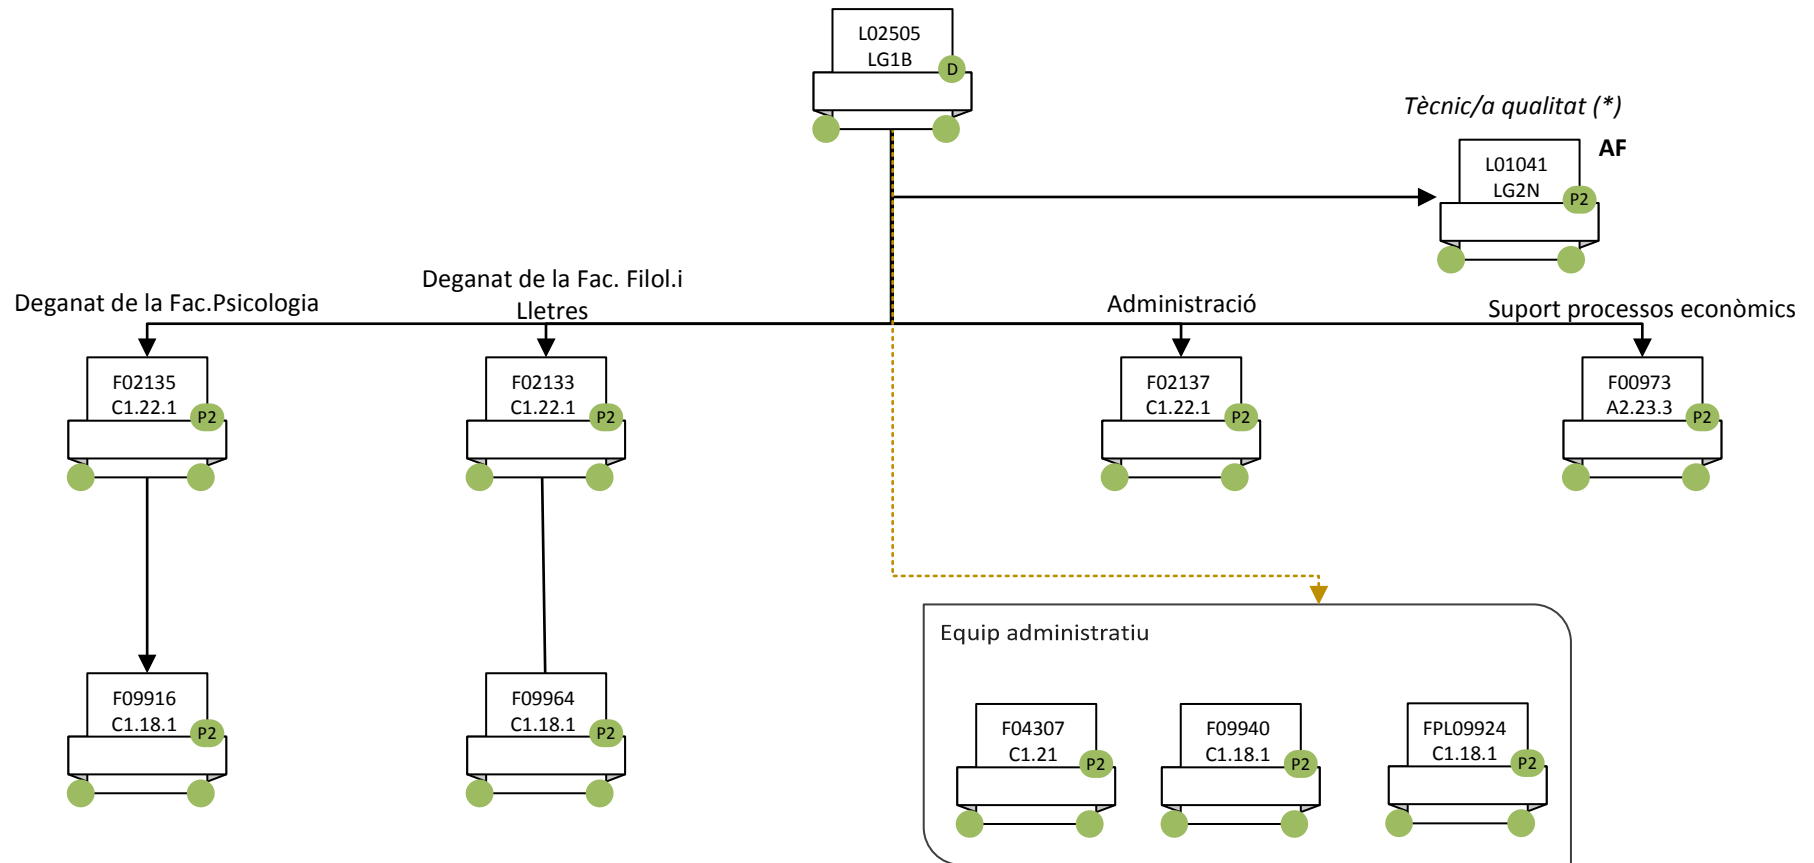 L02505
LG1B
D
Tècnic/a qualitat (*)
AF
L01041
LG2N
P2
Deganat de la Fac.Psicologia
Deganat de la Fac. Filol.i
Lletres
Administració
Suport processos econòmics
F02135
C1.22.1
P2
F02133
C1.22.1
P2
F02137
C1.22.1
P2
F00973
A2.23.3
P2
Equip administratiu
F09916
C1.18.1
P2
F09964
C1.18.1
P2
F04307
C1.21
P2
F09940
C1.18.1
P2
FPL09924
C1.18.1
P2